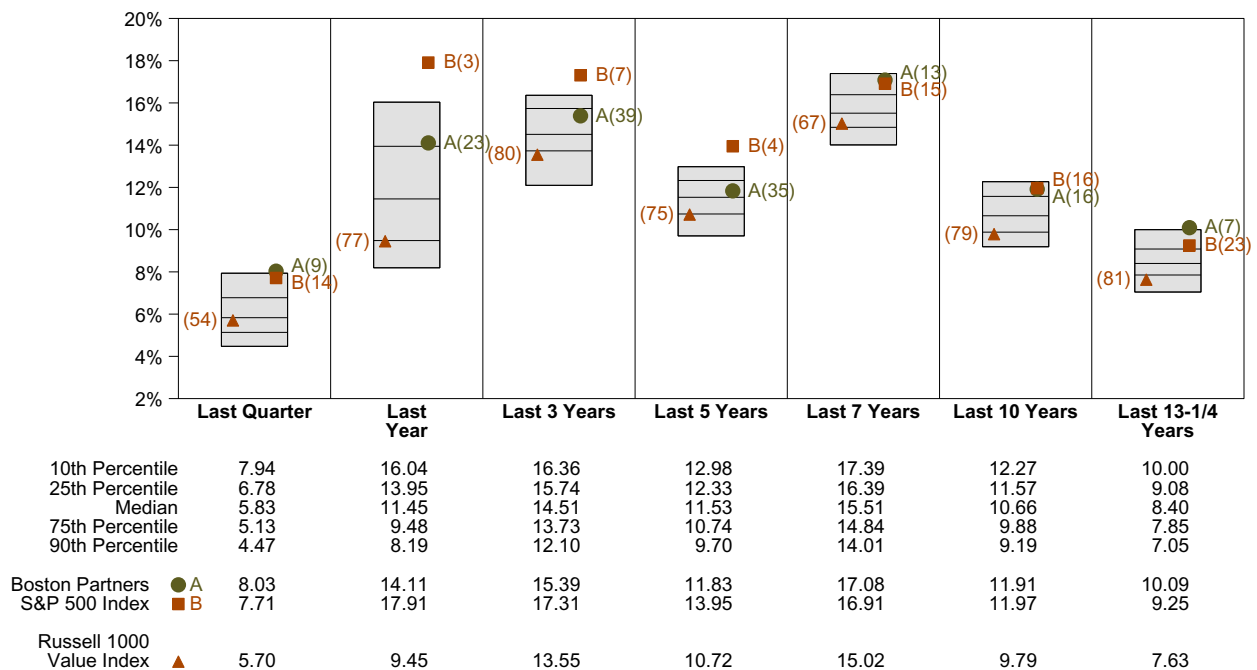 20%
18%
16%
14%
12%
10%
8%
6%
4%
2%
A(9)
B(14)
(54)
B(3)
A(23)
(77)
B(7)
A(39)
(80)
B(4)
A(35)
(75)
A(13)
B(15)
(67)
B(16)
A(16)
(79)
A(7)
B(23)
(81)
Last Quarter Last Year Last 3 Years Last 5 Years Last 7 Years Last 10 Years Last 13-1/4 Years
10th Percentile 7.94 16.04 16.36 12.98 17.39 12.27 10.00
25th Percentile 6.78 13.95 15.74 12.33 16.39 11.57 9.08
Median 5.83 11.45 14.51 11.53 15.51 10.66 8.40
75th Percentile 5.13 9.48 13.73 10.74 14.84 9.88 7.85
90th Percentile 4.47 8.19 12.10 9.70 14.01 9.19 7.05
Boston Partners A 8.03 14.11 15.39 11.83 17.08 11.91 10.09
S&P 500 Index B 7.71 17.91 17.31 13.95 16.91 11.97 9.25
Russell 1000
Value Index 5.70 9.45 13.55 10.72 15.02 9.79 7.63